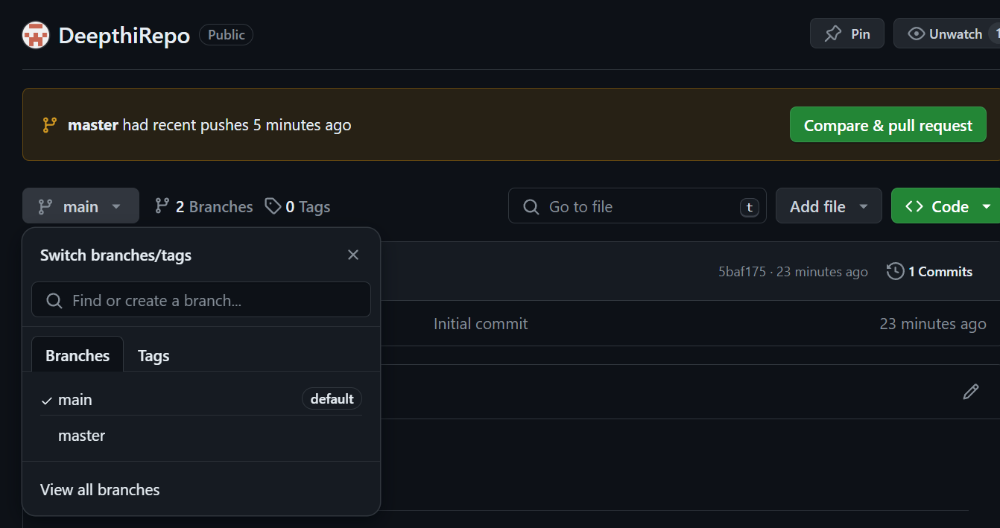 DeepthiRepo Public Pin Unwatch 1
master had recent pushes 5 minutes ago Compare & pull request
main 2 Branches 0 Tags Go to file t Add file Code
Switch branches/tags
5baf175 · 23 minutes ago 1 Commits
Find or create a branch...
Initial commit 23 minutes ago
Branches Tags
main default
master
View all branches